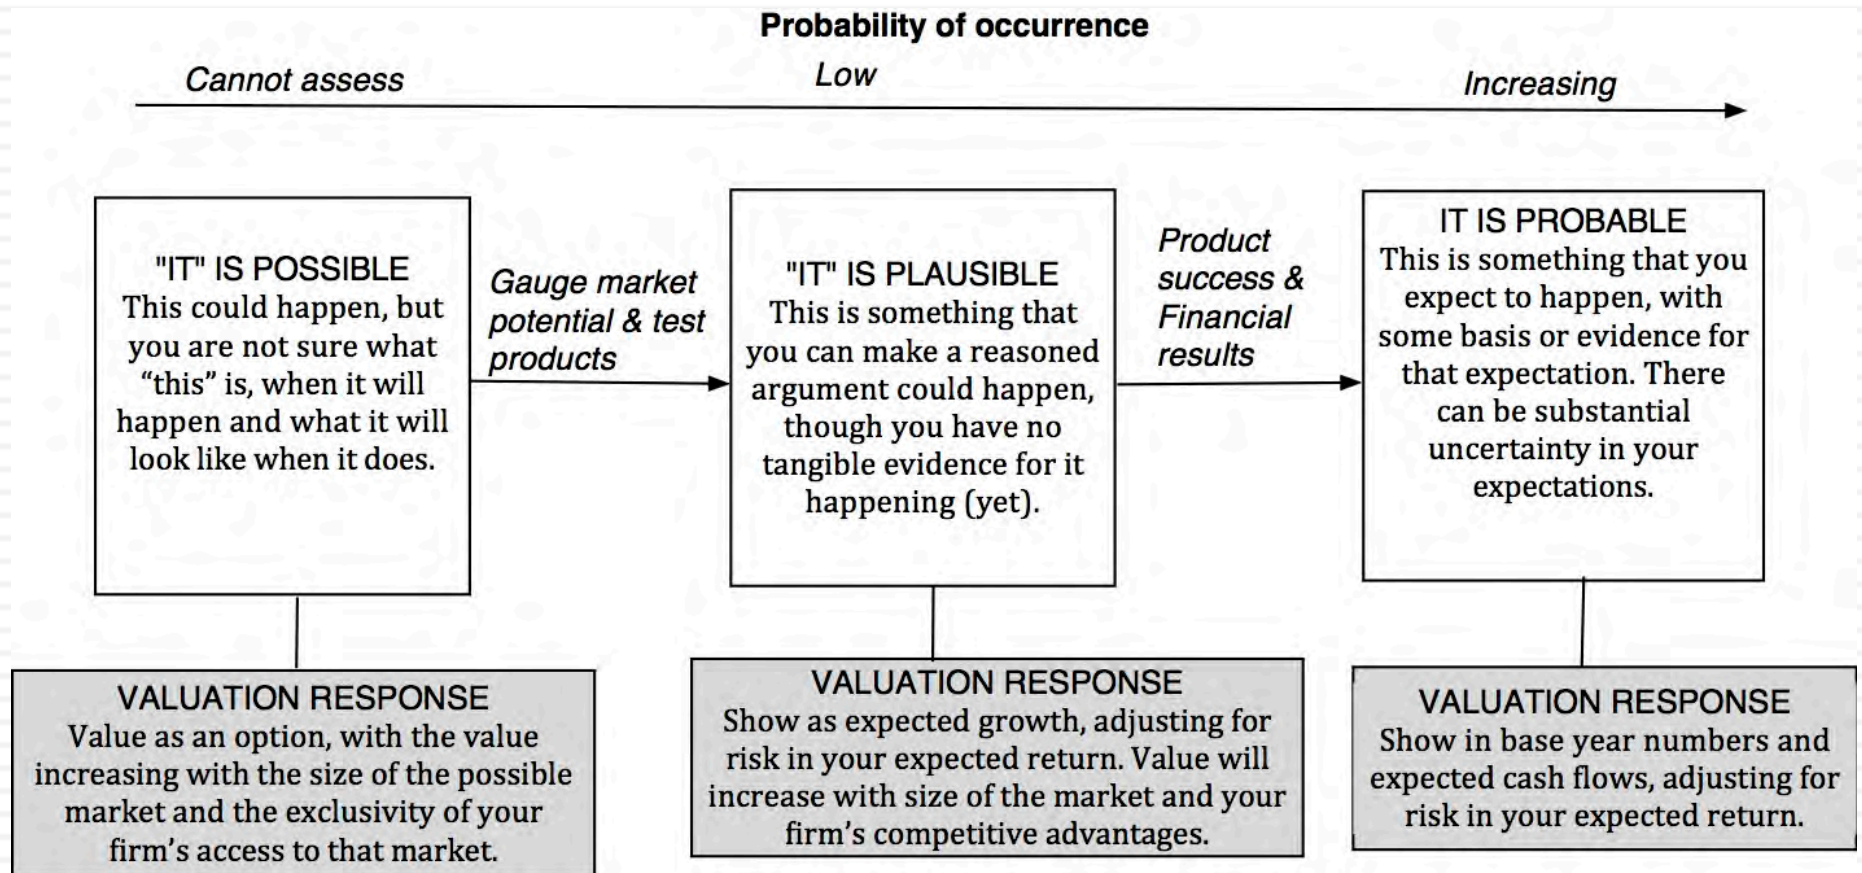 Probability of occurrence
Cannot assess
Low
Increasing
"IT" IS POSSIBLE
This could happen, but
you are not sure what
“this” is, when it will
happen and what it will
look like when it does.
Gauge market
potential & test
products
"IT" IS PLAUSIBLE
This is something that
you can make a reasoned
argument could happen,
though you have no
tangible evidence for it
happening (yet).
Product
success &
Financial
results
IT IS PROBABLE
This is something that you
expect to happen, with
some basis or evidence for
that expectation. There
can be substantial
uncertainty in your
expectations.
VALUATION RESPONSE
Value as an option, with the value
increasing with the size of the possible
market and the exclusivity of your
firm’s access to that market.
VALUATION RESPONSE
Show as expected growth, adjusting for
risk in your expected return. Value will
increase with size of the market and your
firm’s competitive advantages.
VALUATION RESPONSE
Show in base year numbers and
expected cash flows, adjusting for
risk in your expected return.